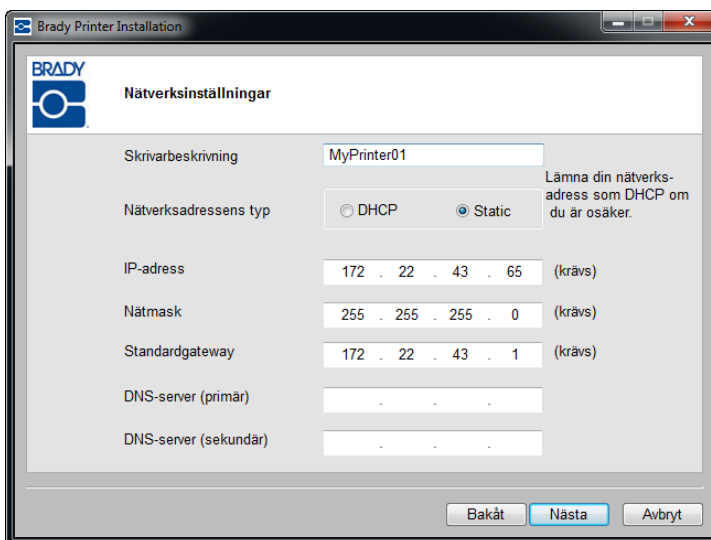 Brady Printer Installation
BRADY
Nätverksinställningar
Skrivarbeskrivning MyPrinter01
Lämna din nätverks-
adress som DHCP om
du är osäker.
Nätverksadressens typ DHCP Static
IP-adress 172 . 22 . 43 . 65 (krävs)
Nätmask 255 . 255 . 255 . 0 (krävs)
Standardgateway 172 . 22 . 43 . 1 (krävs)
DNS-server (primär) . . .
DNS-server (sekundär) . . .
Bakåt Nästa Avbryt